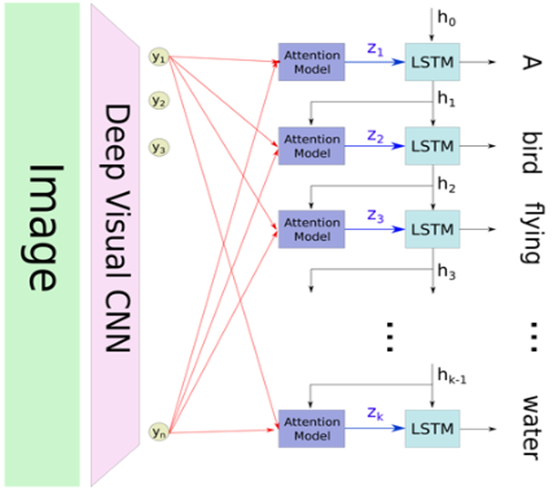 Image
Deep Visual CNN
y1
y2
y3
yn
h0
Attention
Model
z1
LSTM
A
h1
Attention
Model
z2
LSTM
bird
h2
Attention
Model
z3
LSTM
flying
h3
...
...
hk-1
Attention
Model
zk
LSTM
water